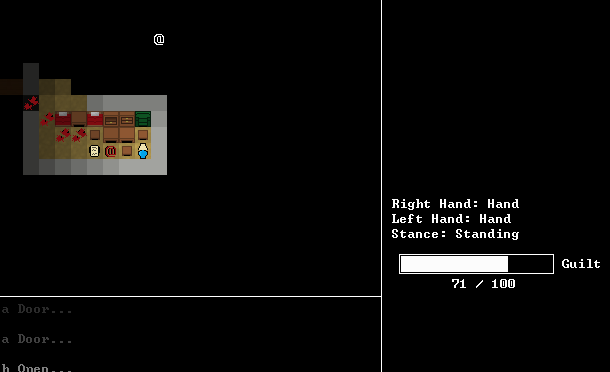 @
@
Right Hand: Hand
Left Hand: Hand
Stance: Standing
Guilt
71 / 100
a Door...
a Door...
h Open...